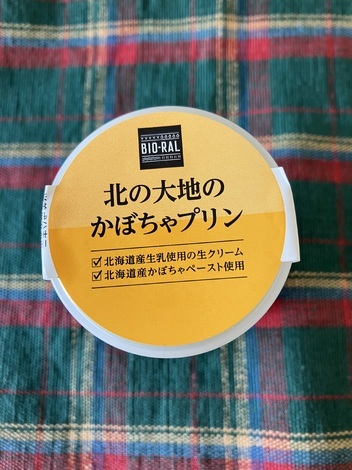 BIO-RAL
北の大地の
かぼちゃプリン
☑北海道産生乳使用の生クリーム
☑北海道産かぼちゃペースト使用